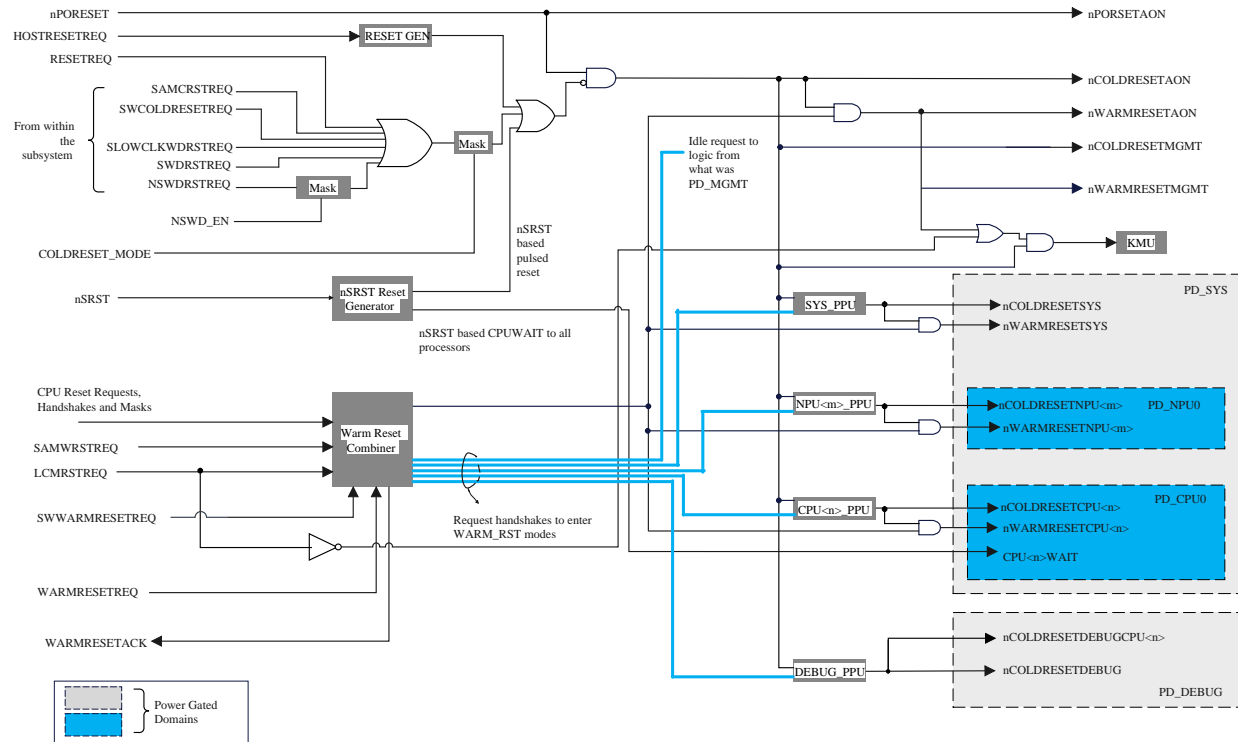 nPORESET
nPORSETAON
HOSTRESETREQ
RESET GEN
RESETREQ
SAMCRSTREQ
nCOLDRESETAON
SWCOLDRESETREQ
nWARMRESETAON
From within
the
subsystem
SLOWCLKWDRSTREQ
Mask
Idle request to
logic from
what was
PD_MGMT
nCOLDRESETMGMT
SWDRSTREQ
NSWDRSTREQ
Mask
nWARMRESETMGMT
NSWD_EN
nSRST
based
pulsed
reset
COLDRESET_MODE
KMU
nSRST
nSRST Reset
Generator
PD_SYS
SYS_PPU
nCOLDRESETSYS
nWARMRESETSYS
nSRST based CPUWAIT to all
processors
CPU Reset Requests,
Handshakes and Masks
NPU<m>_PPU
nCOLDRESETNPU<m>
PD_NPU0
nWARMRESETNPU<m>
Warm Reset
Combiner
SAMWRSTREQ
LCMRSTREQ
SWWARMRESETREQ
Request handshakes to enter
WARM_RST modes
CPU<n>_PPU
PD_CPU0
nCOLDRESETCPU<n>
nWARMRESETCPU<n>
CPU<n>WAIT
WARMRESETREQ
WARMRESETACK
nCOLDRESETDEBUGCPU<n>
DEBUG_PPU
nCOLDRESETDEBUG
PD_DEBUG
Power Gated
Domains